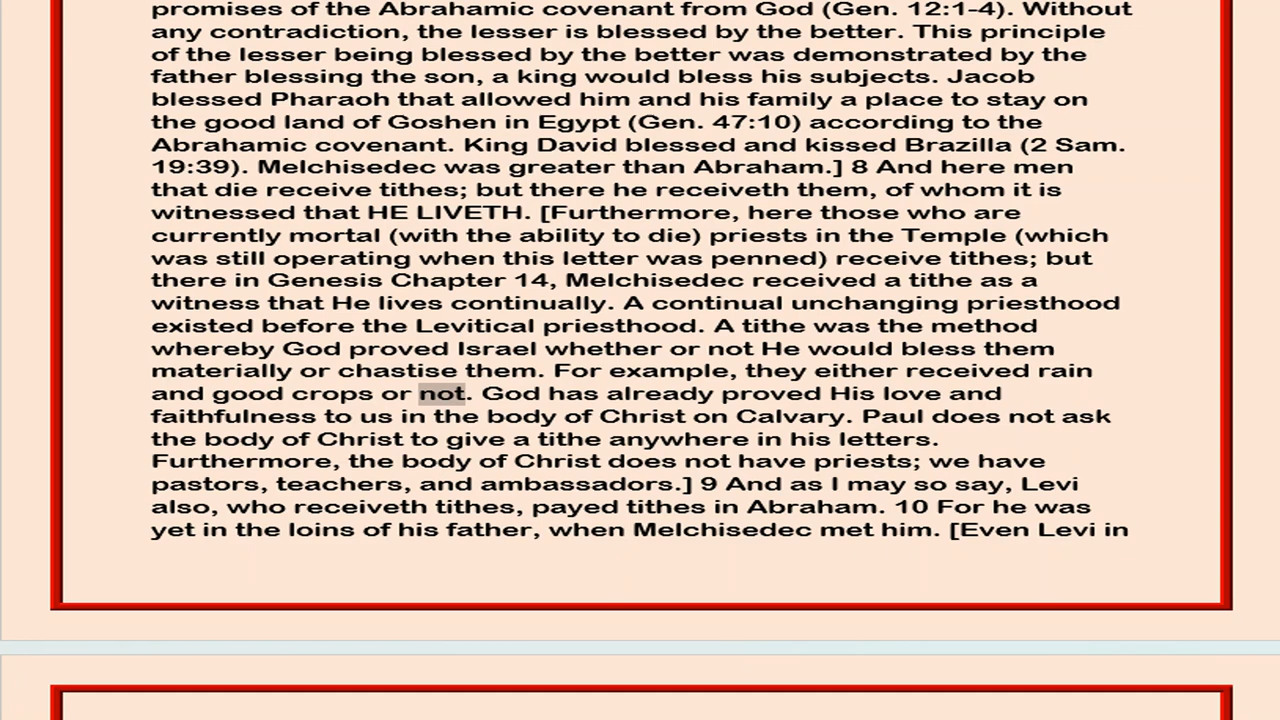 promises of the Abrahamic covenant from God (Gen. 12:1-4). Without
any contradiction, the lesser is blessed by the better. This principle
of the lesser being blessed by the better was demonstrated by the
father blessing the son, a king would bless his subjects. Jacob
blessed Pharaoh that allowed him and his family a place to stay on
the good land of Goshen in Egypt (Gen. 47:10) according to the
Abrahamic covenant. King David blessed and kissed Brazilla (2 Sam.
19:39). Melchisedec was greater than Abraham.] 8 And here men
that die receive tithes; but there he receiveth them, of whom it is
witnessed that HE LIVETH. [Furthermore, here those who are
currently mortal (with the ability to die) priests in the Temple (which
was still operating when this letter was penned) receive tithes; but
there in Genesis Chapter 14, Melchisedec received a tithe as a
witness that He lives continually. A continual unchanging priesthood
existed before the Levitical priesthood. A tithe was the method
whereby God proved Israel whether or not He would bless them
materially or chastise them. For example, they either received rain
and good crops or not. God has already proved His love and
faithfulness to us in the body of Christ on Calvary. Paul does not ask
the body of Christ to give a tithe anywhere in his letters.
Furthermore, the body of Christ does not have priests; we have
pastors, teachers, and ambassadors.] 9 And as I may so say, Levi
also, who receiveth tithes, payed tithes in Abraham. 10 For he was
yet in the loins of his father, when Melchisedec met him. [Even Levi in